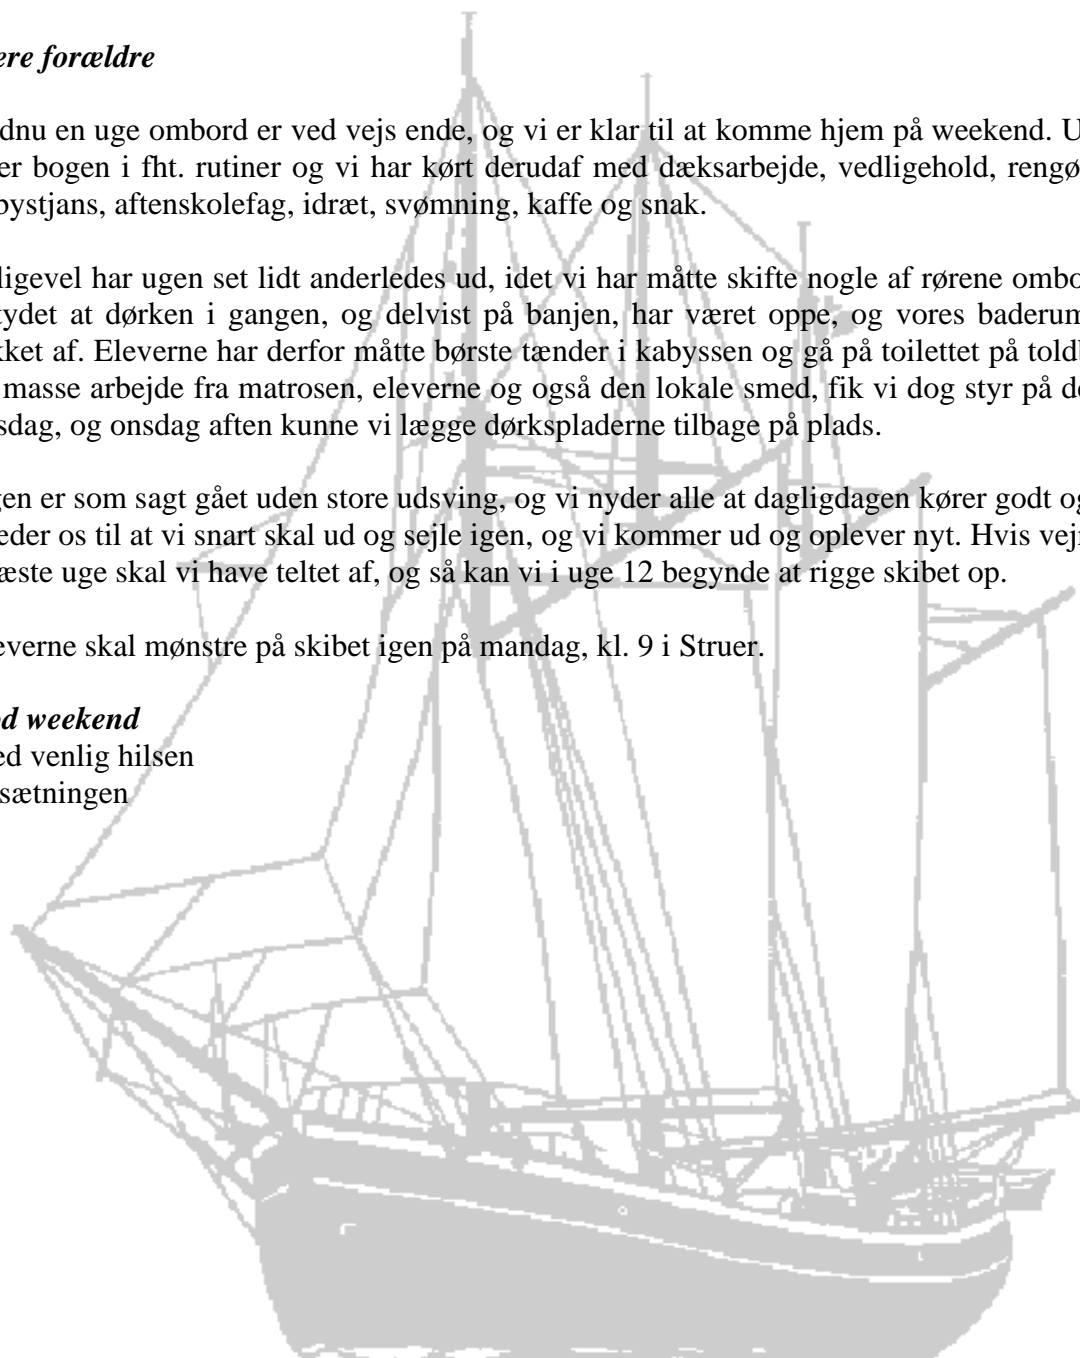 ere forældre
dnu en uge ombord er ved vejs ende, og vi er klar til at komme hjem på weekend. U
er bogen i fht. rutiner og vi har kørt derudaf med dæksarbejde, vedligehold, rengø
bystjans, aftenskolefag, idræt, svømning, kaffe og snak.
ligevel har ugen set lidt anderledes ud, idet vi har måtte skifte nogle af rørene ombo
tydet at dørken i gangen, og delvist på banjen, har været oppe, og vores baderum
kket af. Eleverne har derfor måtte børste tænder i kabyssen og gå på toilettet på toldb
masse arbejde fra matrosen, eleverne og også den lokale smed, fik vi dog styr på de
sdag, og onsdag aften kunne vi lægge dørkspladerne tilbage på plads.
gen er som sagt gået uden store udsving, og vi nyder alle at dagligdagen kører godt og
eder os til at vi snart skal ud og sejle igen, og vi kommer ud og oplever nyt. Hvis vejr
æste uge skal vi have teltet af, og så kan vi i uge 12 begynde at rigge skibet op.
everne skal mønstre på skibet igen på mandag, kl. 9 i Struer.
od weekend
ed venlig hilsen
sætningen